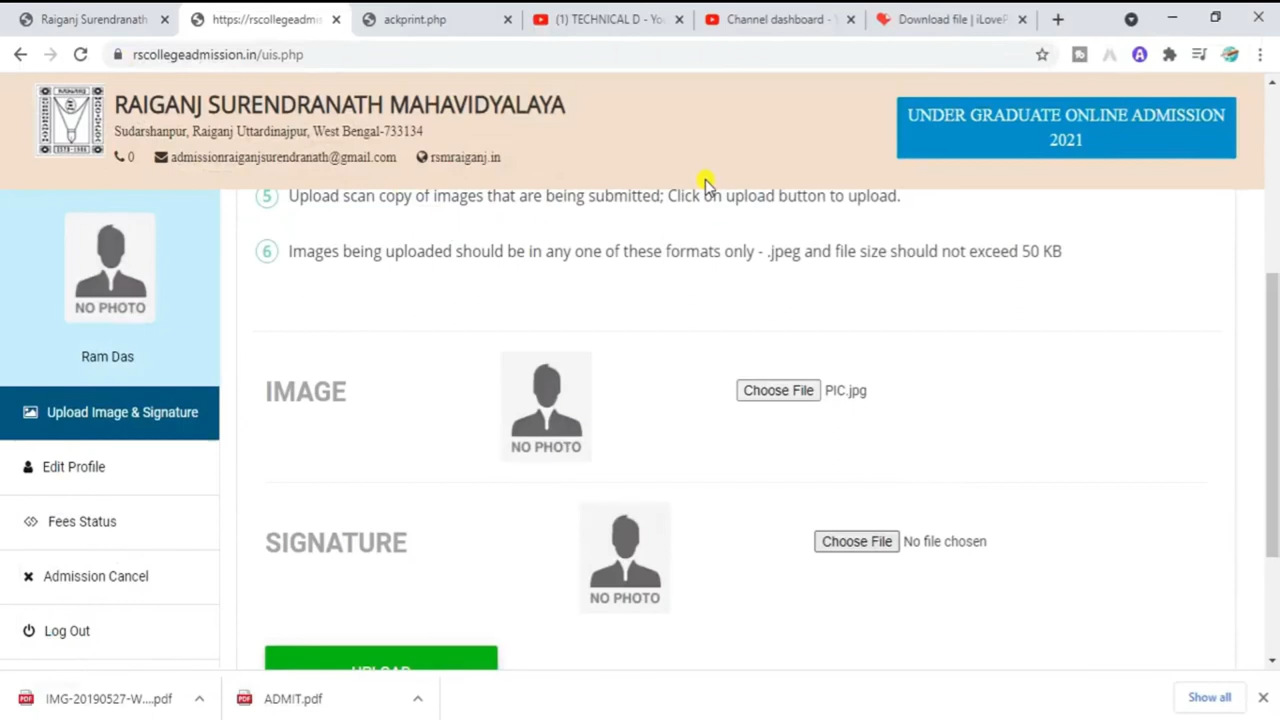 Raiganj Surendranath
https://rscollegeadmis
ackprint.php
(1) TECHNICAL D - Yo
Channel dashboard -
Download file | iLoveP
rscollegeadmission.in/uis.php
RAIGANJ SURENDRANATH MAHAVIDYALAYA
Sudarshanpur, Raiganj Uttardinajpur, West Bengal-733134
0 admissionraiganjsurendranath@gmail.com rsmraiganj.in
UNDER GRADUATE ONLINE ADMISSION
2021
5 Upload scan copy of images that are being submitted; Click on upload button to upload.
6 Images being uploaded should be in any one of these formats only - .jpeg and file size should not exceed 50 KB
NO PHOTO
Ram Das
Upload Image & Signature
Edit Profile
Fees Status
Admission Cancel
Log Out
IMAGE
NO PHOTO
Choose File PIC.jpg
SIGNATURE
NO PHOTO
Choose File No file chosen
UPLOAD
IMG-20190527-W....pdf
ADMIT.pdf
Show all